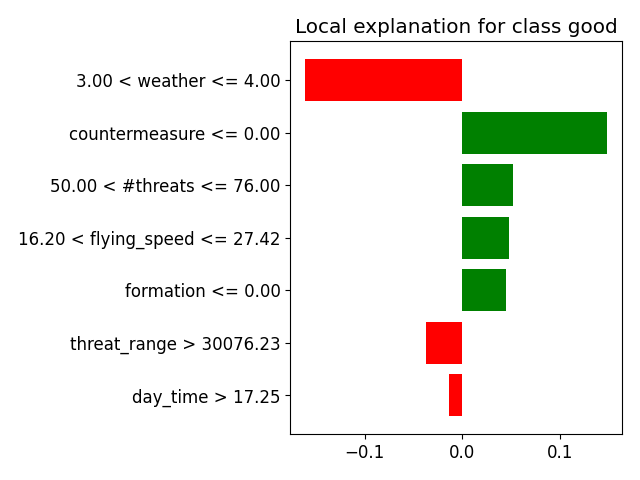 Local explanation for class good
3.00 < weather <= 4.00
countermeasure <= 0.00
50.00 < #threats <= 76.00
16.20 < flying_speed <= 27.42
formation <= 0.00
threat_range > 30076.23
day_time > 17.25
−0.1 0.0 0.1